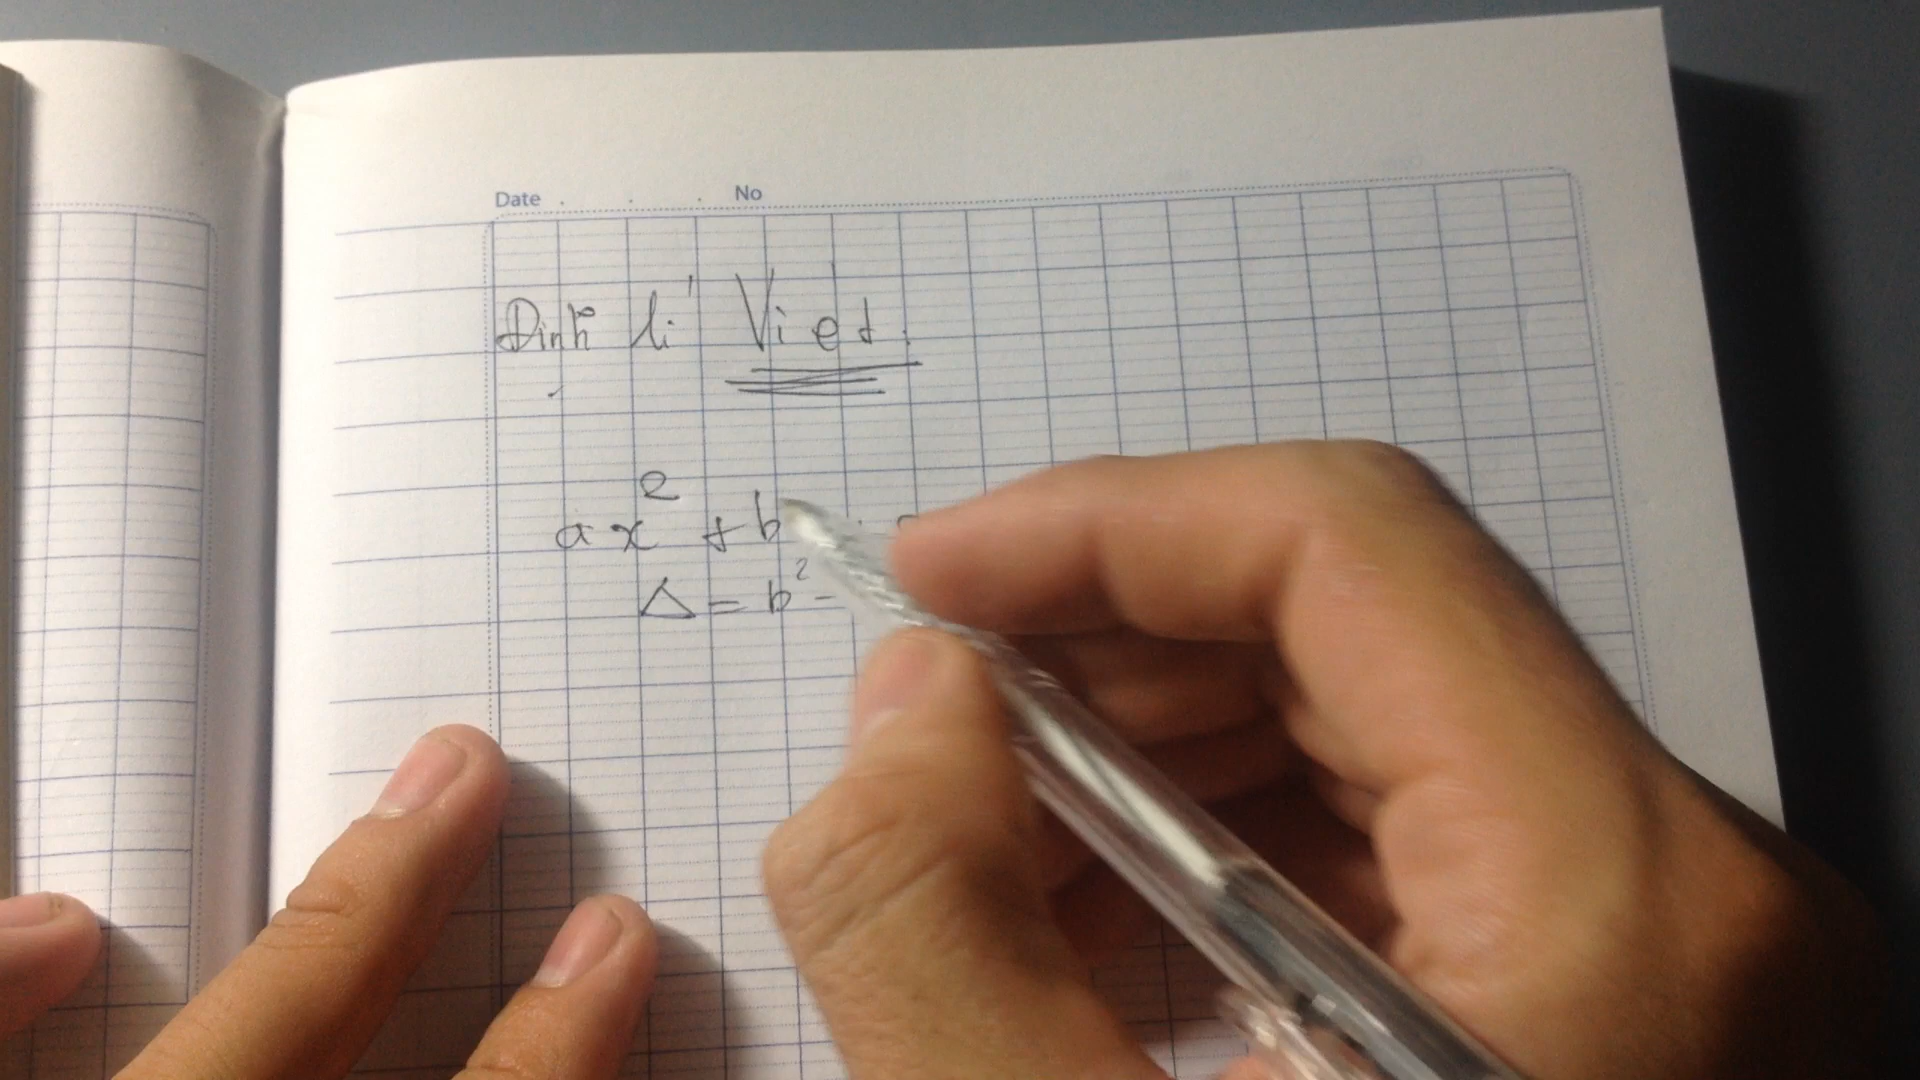 Date . . . No
Định lí Viet.
ax² + b
Δ = b² -